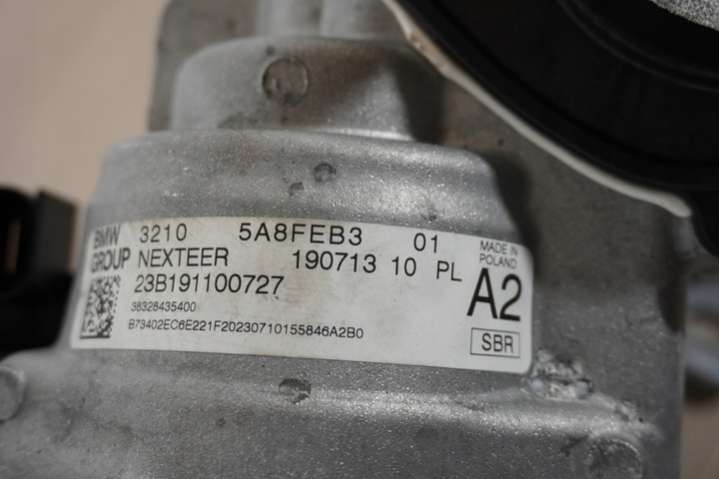 BMW 3210 5A8FEB3 01
GROUP NEXTEER 190713 10 PL
MADE IN
POLAND
23B191100727
A2
38328435400
B73402EC6E221F20230710155846A2B0
SBR